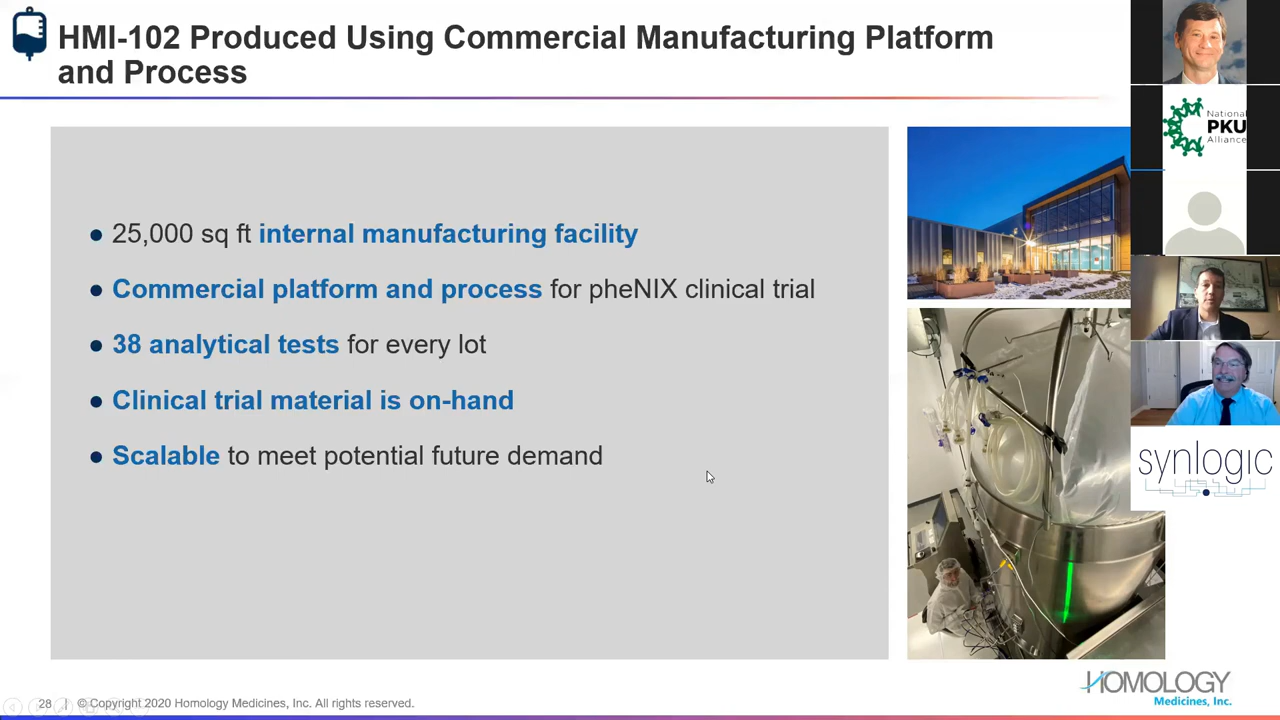 HMI-102 Produced Using Commercial Manufacturing Platform
and Process
National
PKU
Alliance
• 25,000 sq ft internal manufacturing facility
• Commercial platform and process for pheNIX clinical trial
• 38 analytical tests for every lot
• Clinical trial material is on-hand
• Scalable to meet potential future demand
synlogic
28 | © Copyright 2020 Homology Medicines, Inc. All rights reserved.
HOMOLOGY
Medicines, Inc.